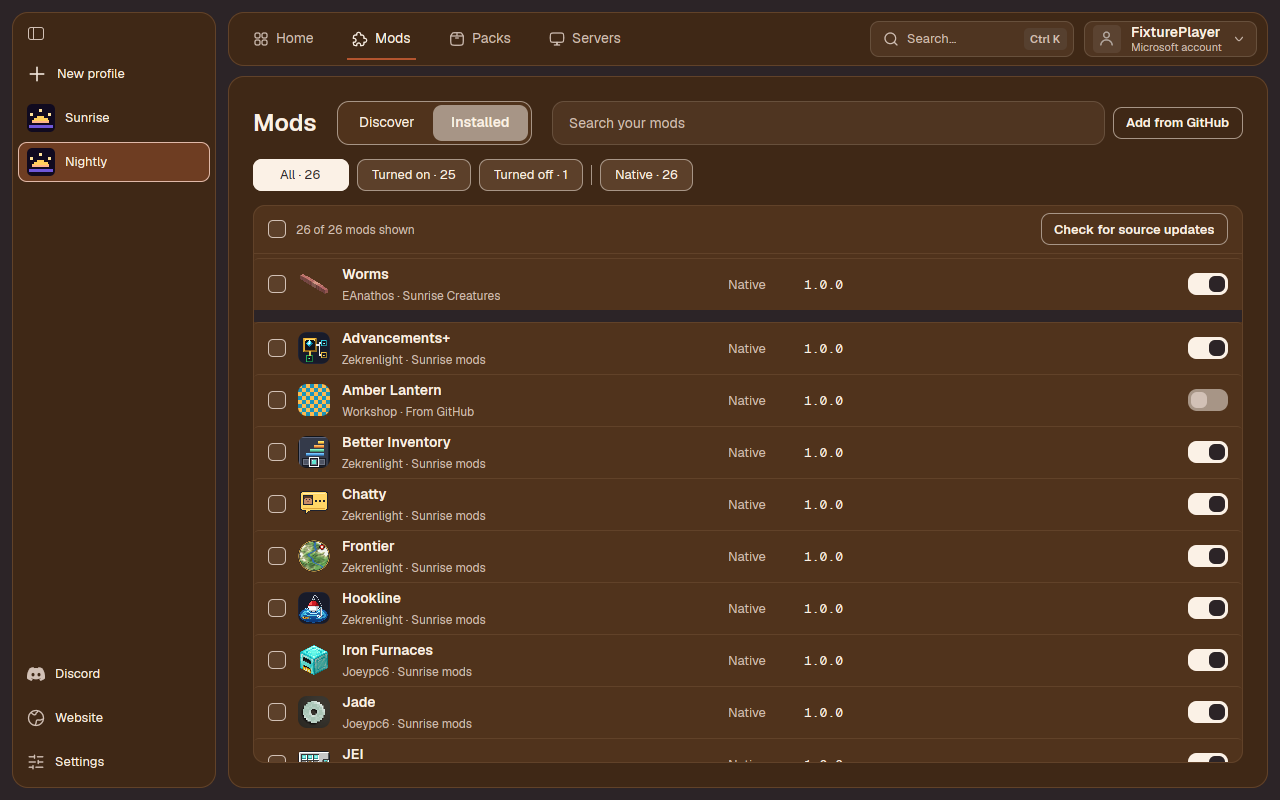 New profile
Sunrise
Nightly
Discord
Website
Settings
Home
Mods
Packs
Servers
Search...
Ctrl K
FixturePlayer
Microsoft account
Mods
Discover
Installed
Search your mods
Add from GitHub
All · 26
Turned on · 25
Turned off · 1
Native · 26
26 of 26 mods shown
Check for source updates
Worms
EAnathos · Sunrise Creatures
Native
1.0.0
Advancements+
Zekrenlight · Sunrise mods
Native
1.0.0
Amber Lantern
Workshop · From GitHub
Native
1.0.0
Better Inventory
Zekrenlight · Sunrise mods
Native
1.0.0
Chatty
Zekrenlight · Sunrise mods
Native
1.0.0
Frontier
Zekrenlight · Sunrise mods
Native
1.0.0
Hookline
Zekrenlight · Sunrise mods
Native
1.0.0
Iron Furnaces
Joeypc6 · Sunrise mods
Native
1.0.0
Jade
Joeypc6 · Sunrise mods
Native
1.0.0
JEI